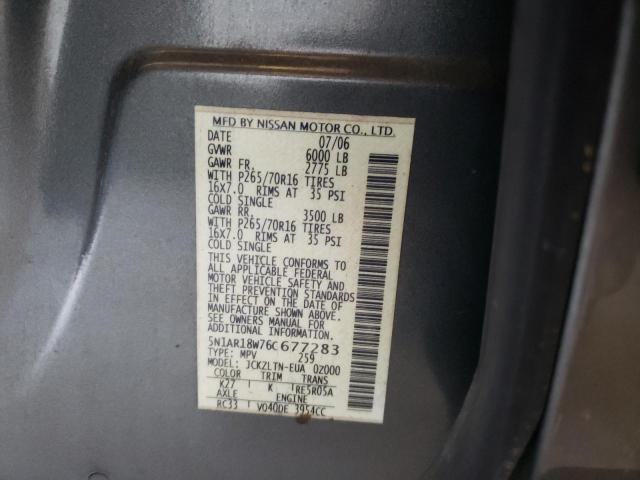 MFD BY NISSAN MOTOR CO., LTD.
DATE 07/06
GVWR 6000 LB
GAWR FR. 2775 LB
WITH P265/70R16 TIRES
16X7.0 RIMS AT 35 PSI
COLD SINGLE
GAWR RR. 3500 LB
WITH P265/70R16 TIRES
16X7.0 RIMS AT 35 PSI
COLD SINGLE
THIS VEHICLE CONFORMS TO
ALL APPLICABLE FEDERAL
MOTOR VEHICLE SAFETY AND
THEFT PREVENTION STANDARDS
IN EFFECT ON THE DATE OF
MANUFACTURE SHOWN ABOVE.
SEE OWNERS MANUAL FOR
5N1AR18W76C677283
TYPE: MPV 259
MODEL: JCKZLTN-EUA 0Z000
COLOR TRIM TRANS
K27 K RE5R05A
AXLE ENGINE
RC33 VQ40DE 3954CC